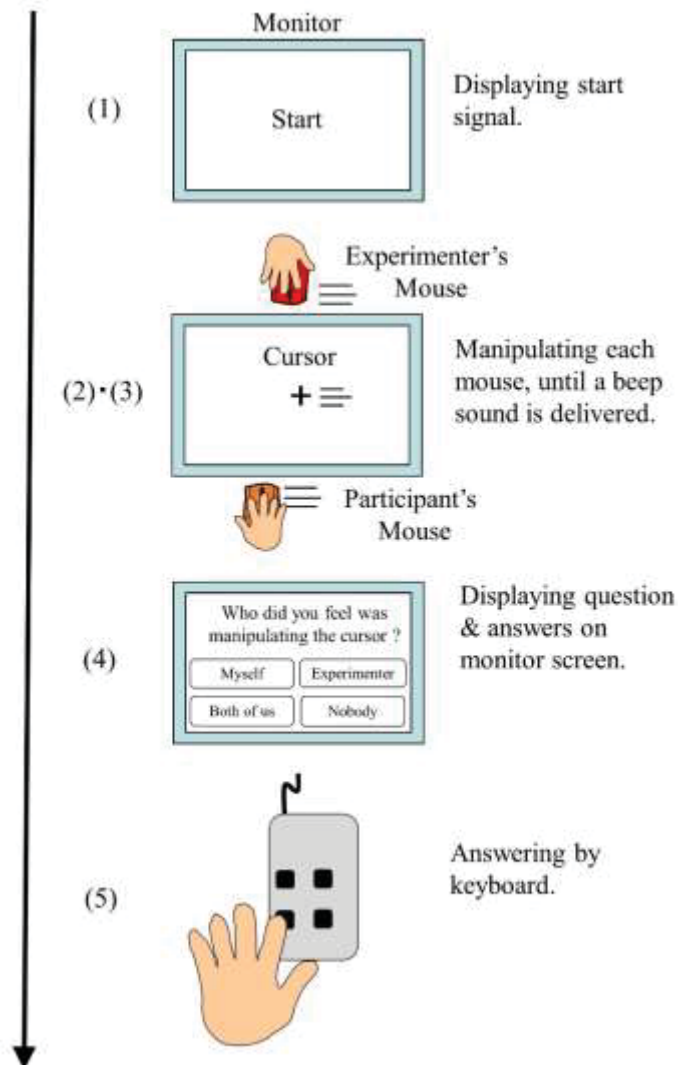 Monitor
(1)
Start
Displaying start
signal.
Experimenter's
Mouse
(2)・(3)
Cursor
Manipulating each
mouse, until a beep
sound is delivered.
Participant's
Mouse
(4)
Who did you feel was
manipulating the cursor ?
Myself
Experimenter
Both of us
Nobody
Displaying question
& answers on
monitor screen.
(5)
Answering by
keyboard.